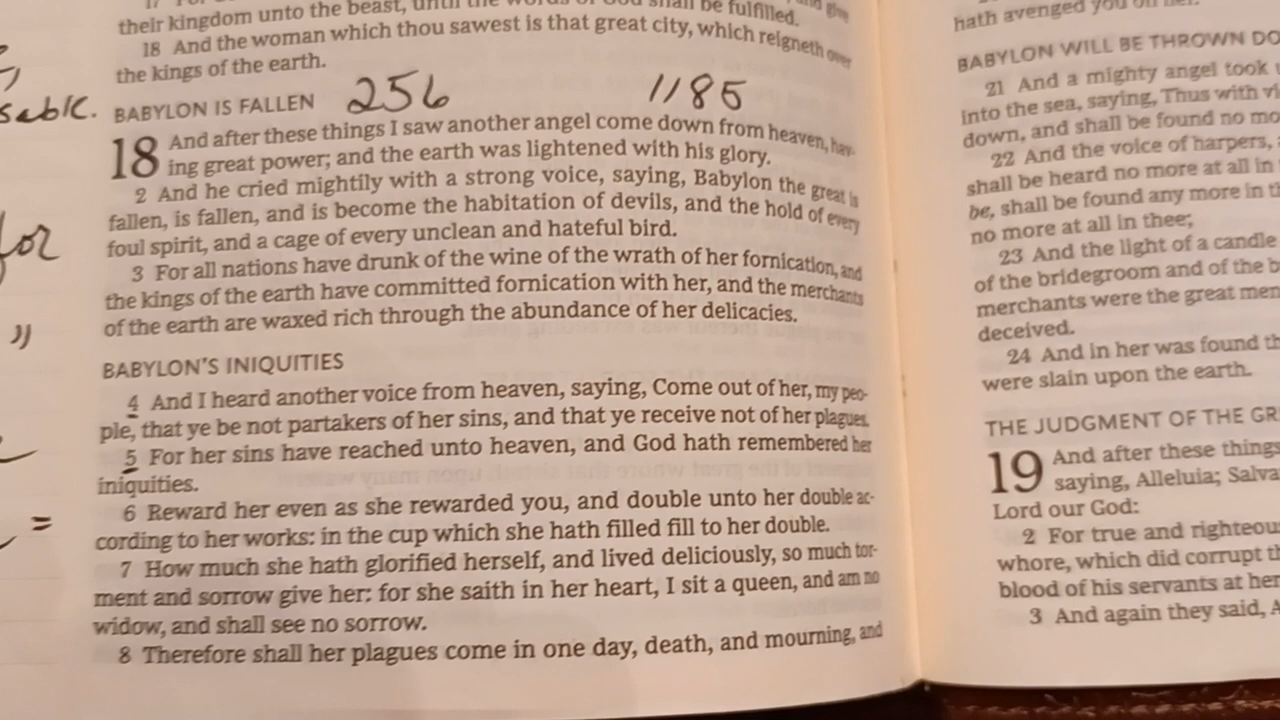 their kingdom unto the beast, until the words of God shall be fulfilled.
18 And the woman which thou sawest is that great city, which reigneth over
the kings of the earth.
sable.
BABYLON IS FALLEN 256 1185
18 And after these things I saw another angel come down from heaven, hav-
ing great power; and the earth was lightened with his glory.
2 And he cried mightily with a strong voice, saying, Babylon the great is
fallen, is fallen, and is become the habitation of devils, and the hold of every
foul spirit, and a cage of every unclean and hateful bird.
for
3 For all nations have drunk of the wine of the wrath of her fornication, and
the kings of the earth have committed fornication with her, and the merchants
of the earth are waxed rich through the abundance of her delicacies.
"
BABYLON'S INIQUITIES
4 And I heard another voice from heaven, saying, Come out of her, my peo-
ple, that ye be not partakers of her sins, and that ye receive not of her plagues.
5 For her sins have reached unto heaven, and God hath remembered her
iniquities.
=
6 Reward her even as she rewarded you, and double unto her double ac-
cording to her works: in the cup which she hath filled fill to her double.
7 How much she hath glorified herself, and lived deliciously, so much tor-
ment and sorrow give her: for she saith in her heart, I sit a queen, and am no
widow, and shall see no sorrow.
8 Therefore shall her plagues come in one day, death, and mourning, and
hath avenged you on her.
BABYLON WILL BE THROWN DO
21 And a mighty angel took
into the sea, saying, Thus with vi
down, and shall be found no mo
22 And the voice of harpers,
shall be heard no more at all in
be, shall be found any more in th
no more at all in thee;
23 And the light of a candle
of the bridegroom and of the b
merchants were the great men
deceived.
24 And in her was found th
were slain upon the earth.
THE JUDGMENT OF THE GR
19 And after these things
saying, Alleluia; Salva
Lord our God:
2 For true and righteou
whore, which did corrupt th
blood of his servants at her
3 And again they said, A